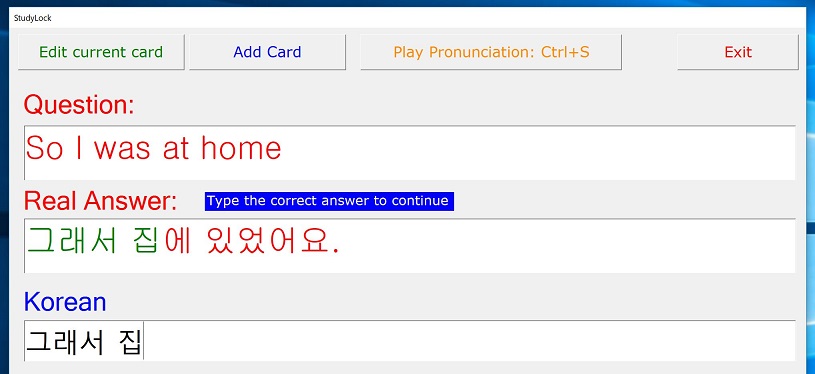 StudyLock
Edit current card Add Card Play Pronunciation: Ctrl+S Exit
Question:
So I was at home
Real Answer: Type the correct answer to continue
그래서 집에 있었어요.
Korean
그래서 집